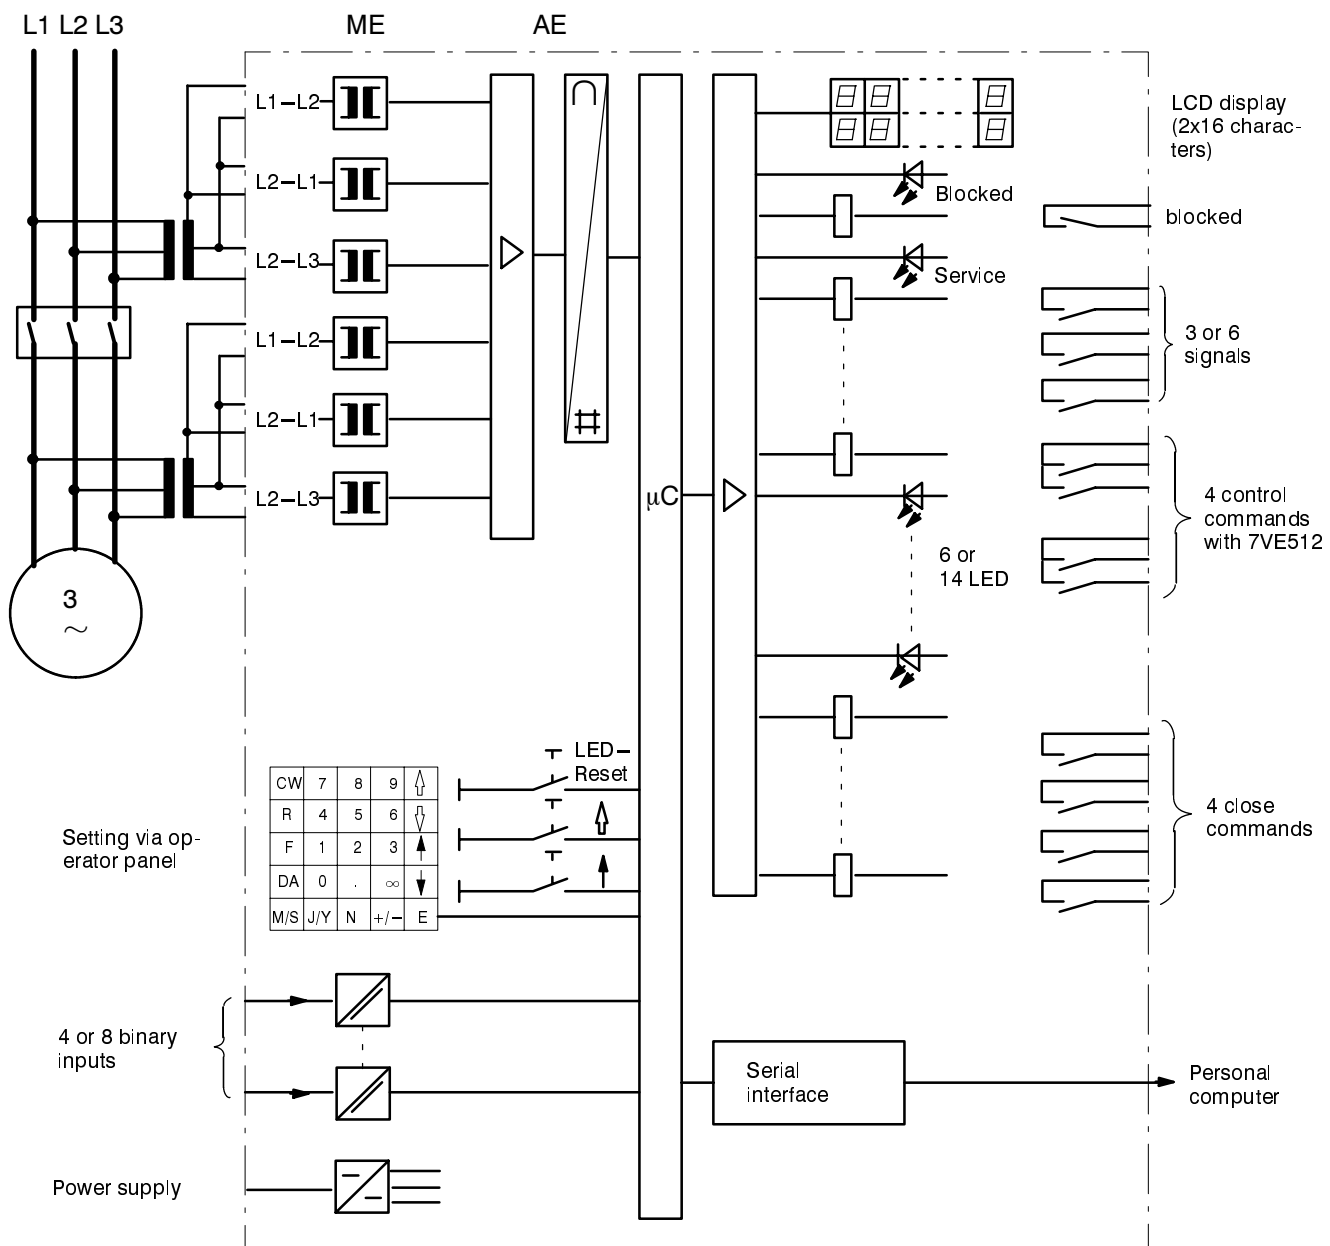 L1 L2 L3
ME
AE
L1–L2
L2–L1
L2–L3
L1–L2
L2–L1
L2–L3
3
~
LCD display
(2x16 charac-
ters)
Blocked
blocked
Service
3 or 6
signals
μC
4 control
commands
with 7VE512
6 or
14 LED
LED–
Reset
Setting via op-
erator panel
CW 7 8 9
R 4 5 6
F 1 2 3
DA 0 . ∞
M/S J/Y N +/– E
4 close
commands
4 or 8 binary
inputs
Serial
interface
Personal
computer
Power supply